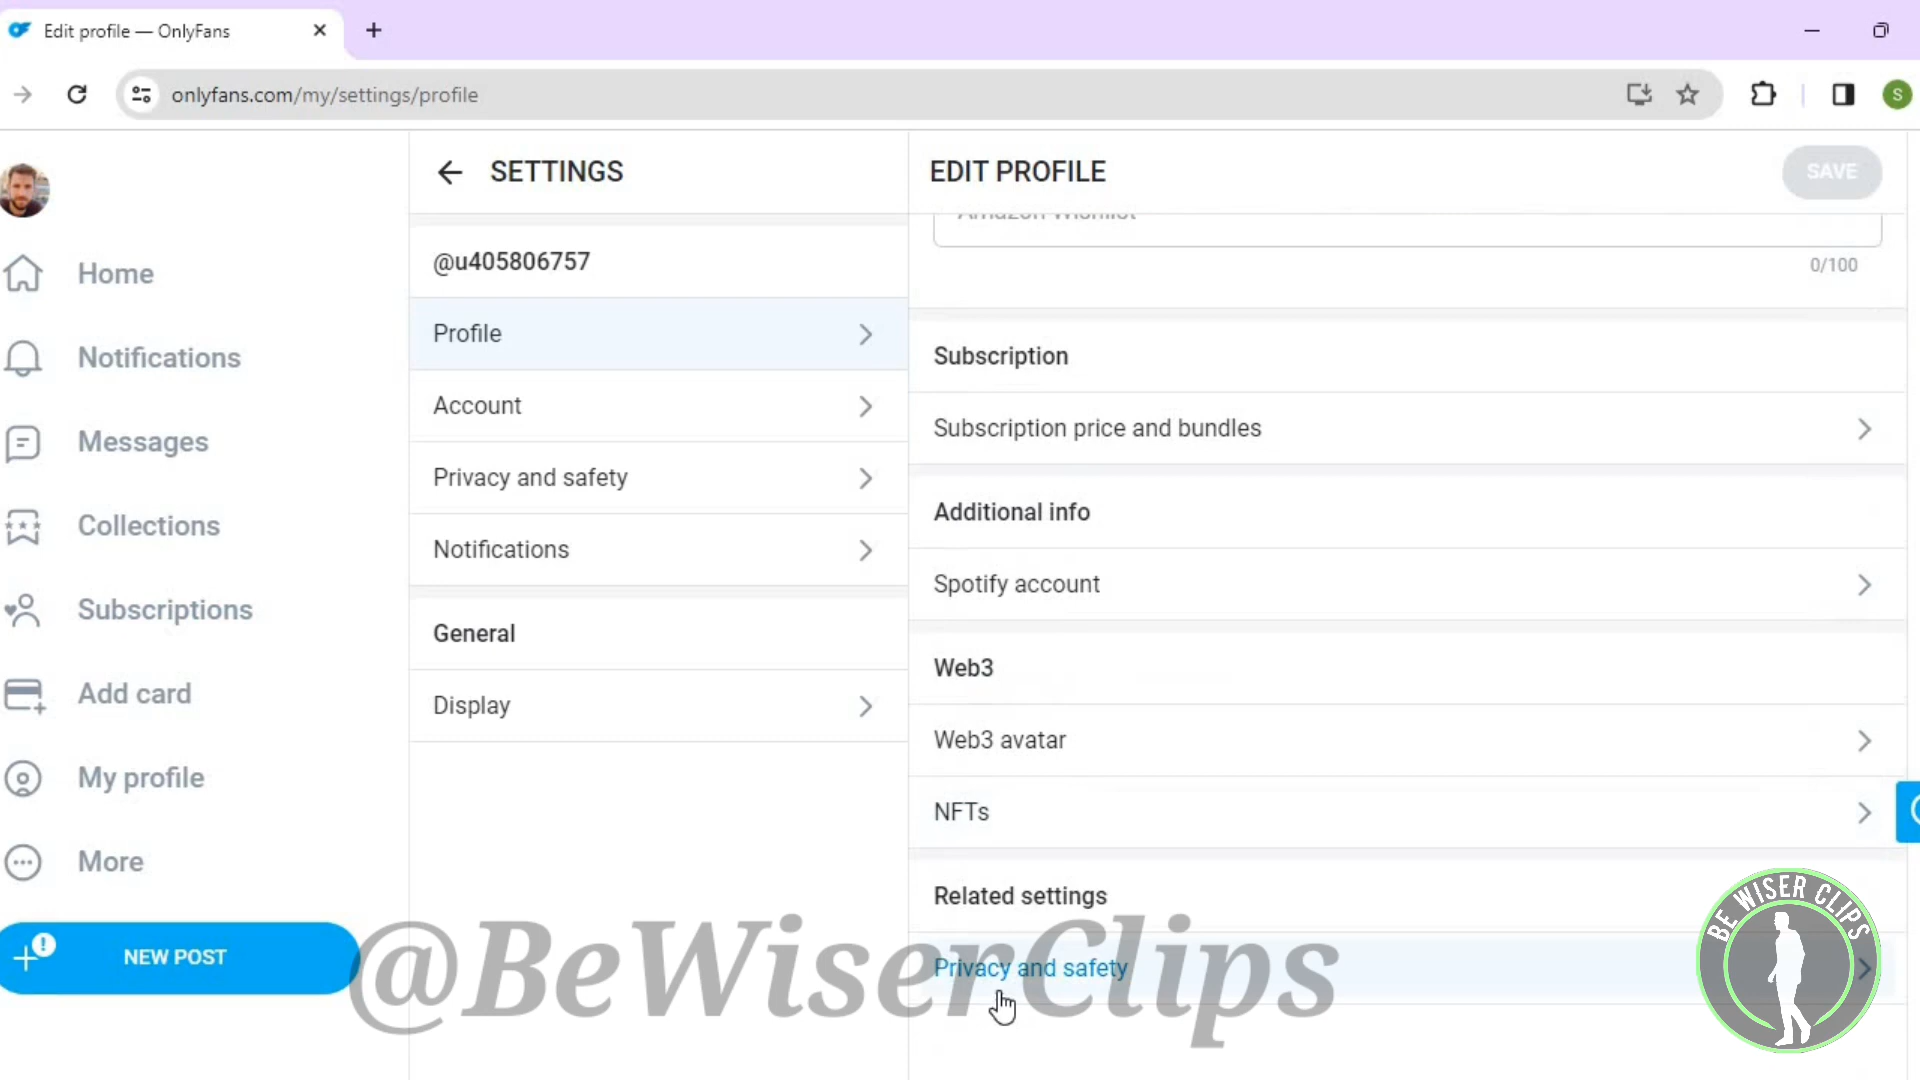 Edit profile — OnlyFans
onlyfans.com/my/settings/profile
S
SETTINGS
EDIT PROFILE
SAVE
Amazon Wishlist
0/100
@u405806757
Home
Profile
Subscription
Notifications
Account
Subscription price and bundles
Messages
Privacy and safety
Additional info
Collections
Notifications
Spotify account
Subscriptions
General
Web3
Add card
Display
Web3 avatar
My profile
NFTs
More
Related settings
NEW POST
Privacy and safety
@BeWiserClips
BE WISER CLIPS